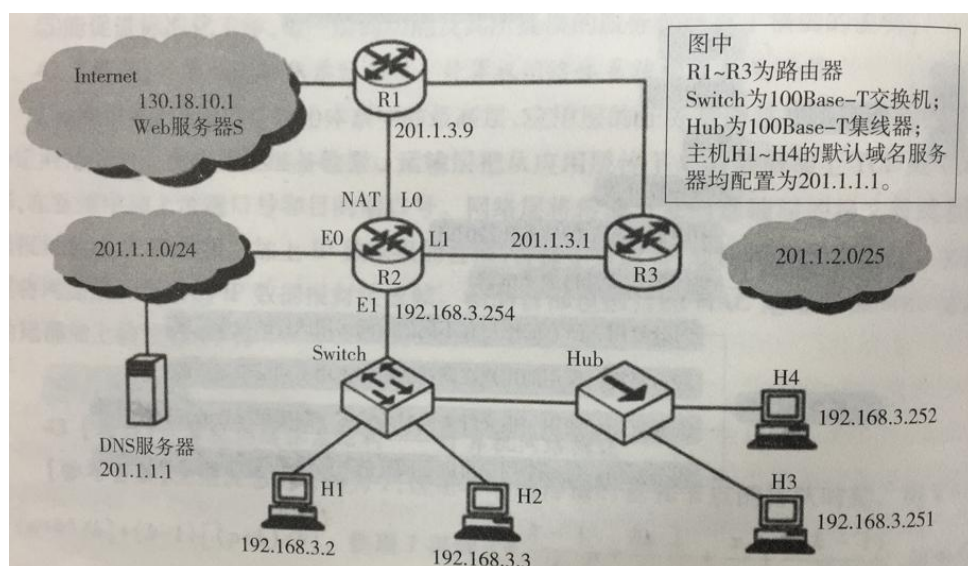 Internet
130.18.10.1
Web服务器S
R1
201.1.3.9
图中
R1~R3为路由器
Switch为100Base-T交换机;
Hub为100Base-T集线器;
主机H1~H4的默认域名服务
器均配置为201.1.1.1。
NAT L0
201.1.1.0/24
E0
L1
R2
201.1.3.1
R3
201.1.2.0/25
E1
192.168.3.254
Switch
Hub
H4
192.168.3.252
DNS服务器
201.1.1.1
H1
192.168.3.2
H2
192.168.3.3
H3
192.168.3.251